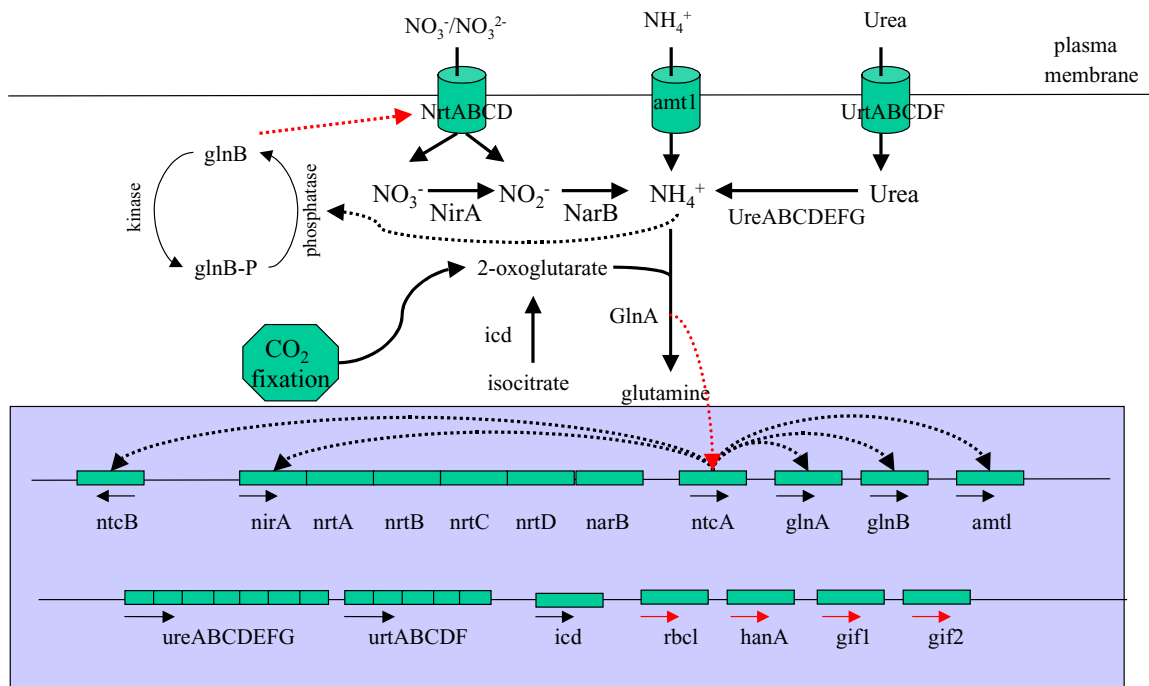 NO₃⁻/NO₃²⁻
NH₄⁺
Urea
plasma
membrane
NrtABCD
amt1
UrtABCDF
glnB
kinase
phosphatase
glnB-P
NO₃⁻
NirA
NO₂⁻
NarB
NH₄⁺
UreABCDEFG
Urea
2-oxoglutarate
GlnA
icd
CO₂
fixation
isocitrate
glutamine
ntcB nirA nrtA nrtB nrtC nrtD narB ntcA glnA glnB amtl
ureABCDEFG urtABCDF icd rbcl hanA gif1 gif2